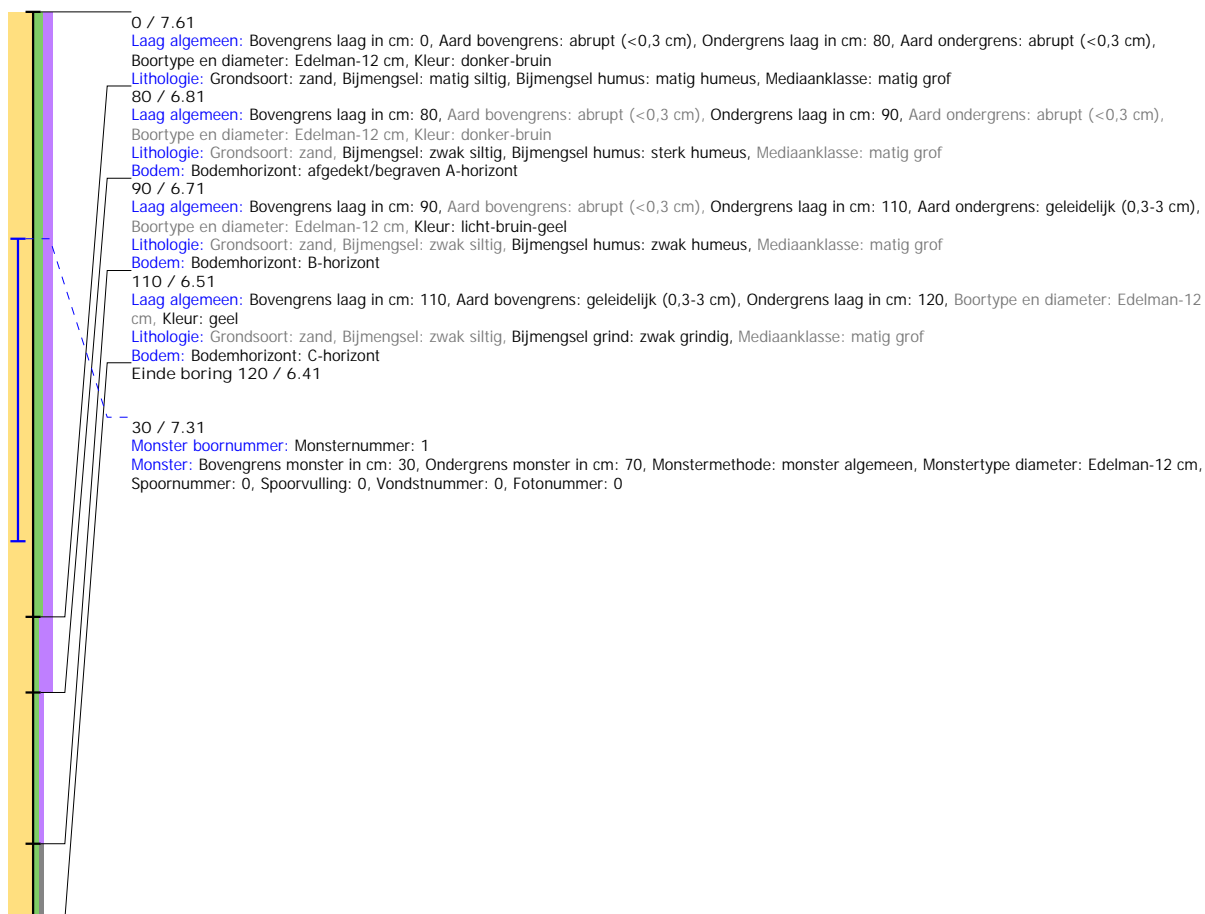 0 / 7.61
Laag algemeen: Bovengrens laag in cm: 0, Aard bovengrens: abrupt (<0,3 cm), Ondergrens laag in cm: 80, Aard ondergrens: abrupt (<0,3 cm),
Boortype en diameter: Edelman-12 cm, Kleur: donker-bruin
Lithologie: Grondsoort: zand, Bijmengsel: matig siltig, Bijmengsel humus: matig humeus, Mediaanklasse: matig grof
80 / 6.81
Laag algemeen: Bovengrens laag in cm: 80, Aard bovengrens: abrupt (<0,3 cm), Ondergrens laag in cm: 90, Aard ondergrens: abrupt (<0,3 cm),
Boortype en diameter: Edelman-12 cm, Kleur: donker-bruin
Lithologie: Grondsoort: zand, Bijmengsel: zwak siltig, Bijmengsel humus: sterk humeus, Mediaanklasse: matig grof
Bodem: Bodemhorizont: afgedekt/begraven A-horizont
90 / 6.71
Laag algemeen: Bovengrens laag in cm: 90, Aard bovengrens: abrupt (<0,3 cm), Ondergrens laag in cm: 110, Aard ondergrens: geleidelijk (0,3-3 cm),
Boortype en diameter: Edelman-12 cm, Kleur: licht-bruin-geel
Lithologie: Grondsoort: zand, Bijmengsel: zwak siltig, Bijmengsel humus: zwak humeus, Mediaanklasse: matig grof
Bodem: Bodemhorizont: B-horizont
110 / 6.51
Laag algemeen: Bovengrens laag in cm: 110, Aard bovengrens: geleidelijk (0,3-3 cm), Ondergrens laag in cm: 120, Boortype en diameter: Edelman-12
cm, Kleur: geel
Lithologie: Grondsoort: zand, Bijmengsel: zwak siltig, Bijmengsel grind: zwak grindig, Mediaanklasse: matig grof
Bodem: Bodemhorizont: C-horizont
Einde boring 120 / 6.41
30 / 7.31
Monster boornummer: Monsternummer: 1
Monster: Bovengrens monster in cm: 30, Ondergrens monster in cm: 70, Monstermethode: monster algemeen, Monstertype diameter: Edelman-12 cm,
Spoornummer: 0, Spoorvulling: 0, Vondstnummer: 0, Fotonummer: 0